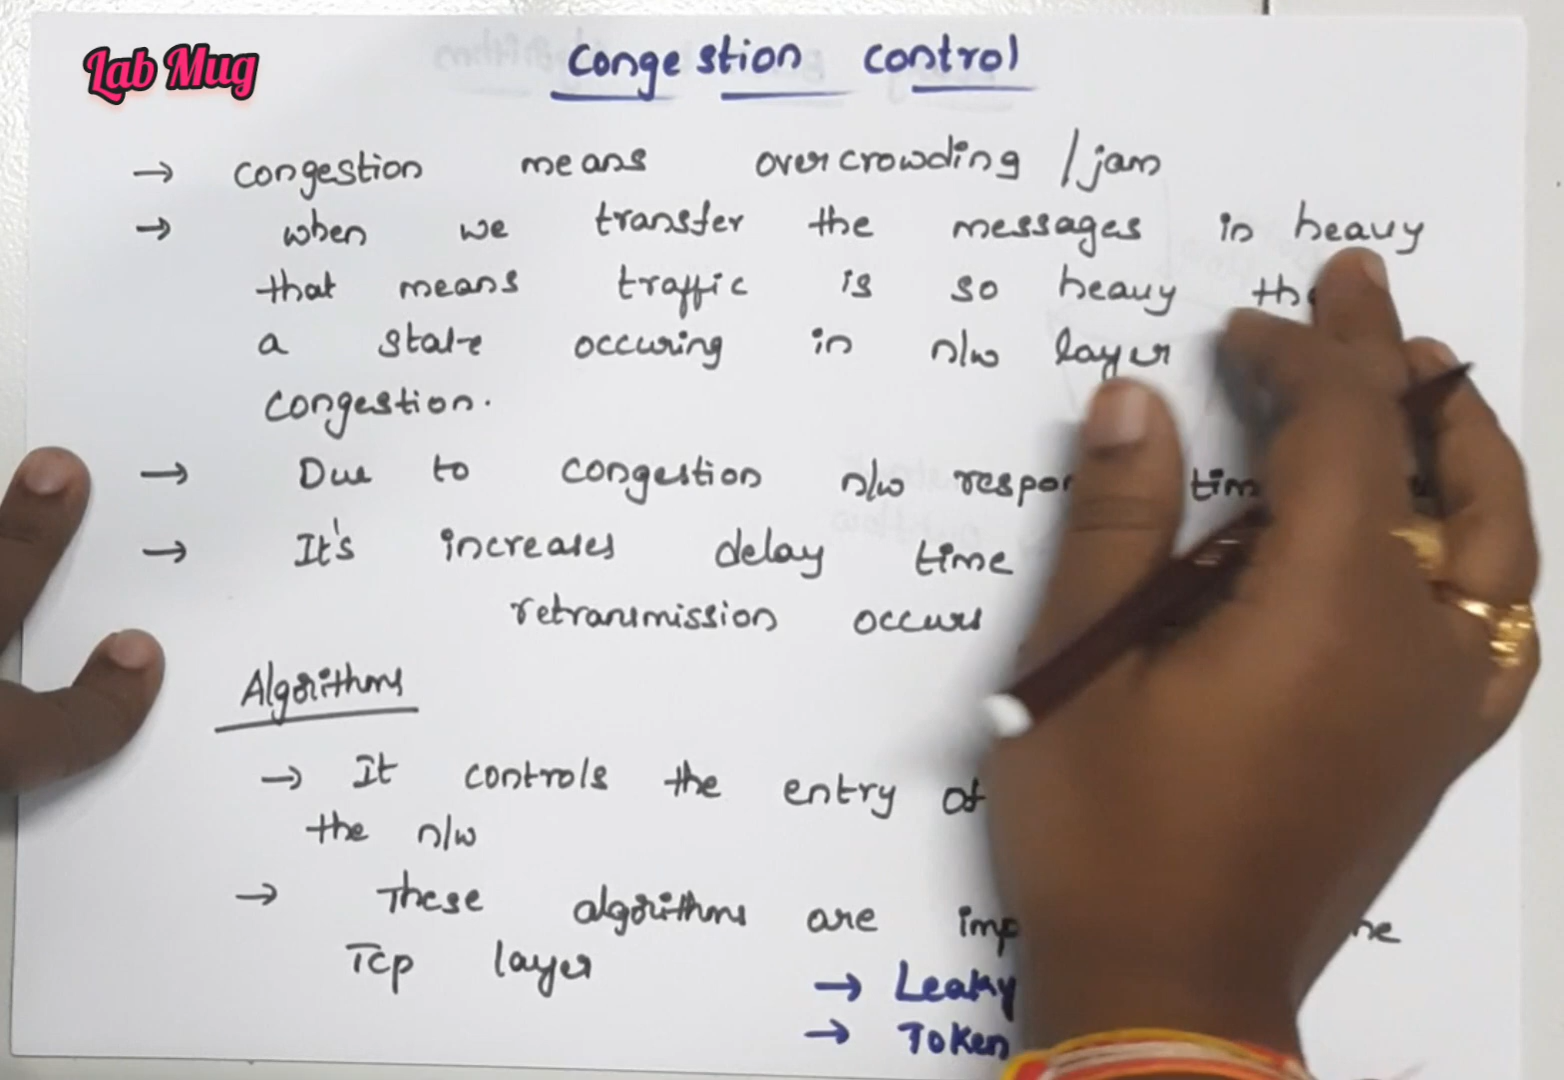 Lab Mug
Congestion control
→ congestion means overcrowding / jam
→ when we transfer the messages in heavy
that means traffic is so heavy
a state occuring in n/w layer
congestion.
→ Due to congestion n/w
→ It's increases delay time
retransmission occurs
Algorithms
→ It controls the entry of
the n/w
→ These algorithms are
Tcp layer
→ Leaky
→ Token